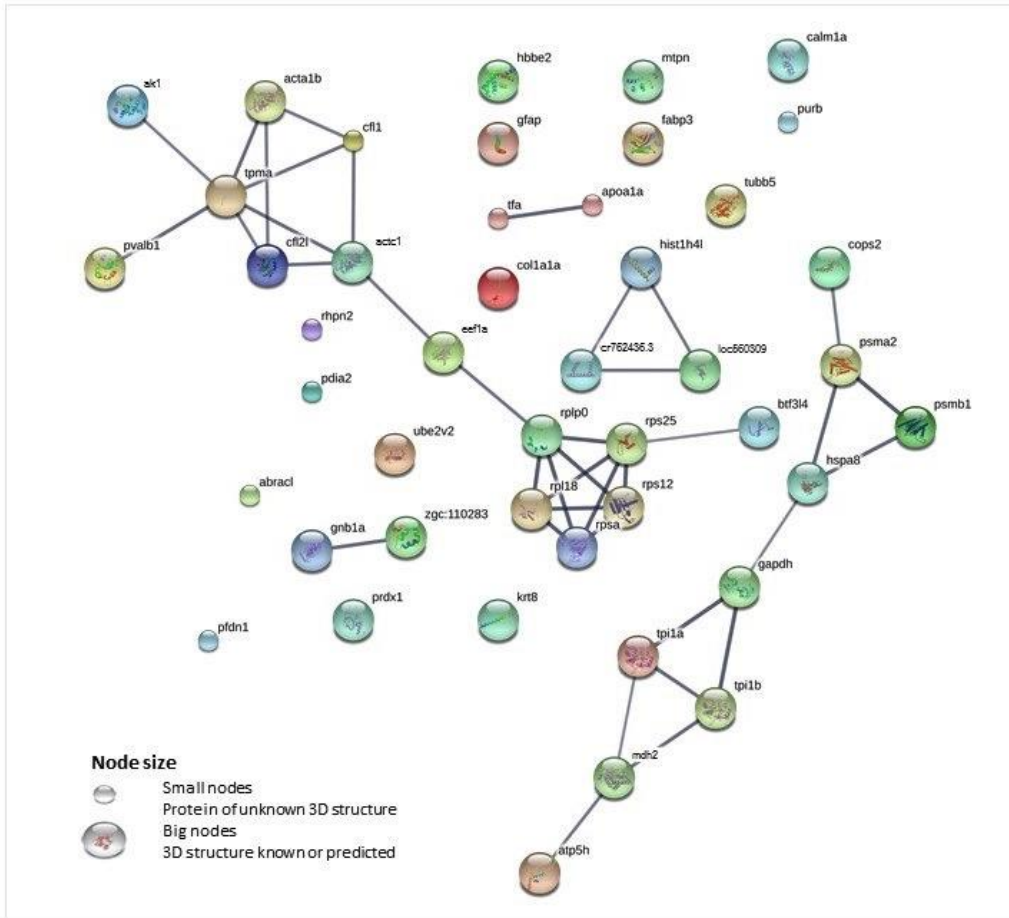 calm1a
hbbe2
mtpn
ak1
acta1b
purb
cfl1
gfap
fabp3
tpma
tubb5
apoa1a
tfa
pvalb1
cfl2l
actc1
hist1h4l
cops2
col1a1a
rhpn2
eef1a
cr762436.3
loc560309
psma2
pdia2
psmb1
rplp0
rps25
btf3l4
ube2v2
hspa8
abracl
rpl18
rps12
gnb1a
zgc:110283
rpsa
gapdh
prdx1
krt8
pfdn1
tpi1a
tpi1b
mdh2
Node size
Small nodes
Protein of unknown 3D structure
Big nodes
3D structure known or predicted
atp5h